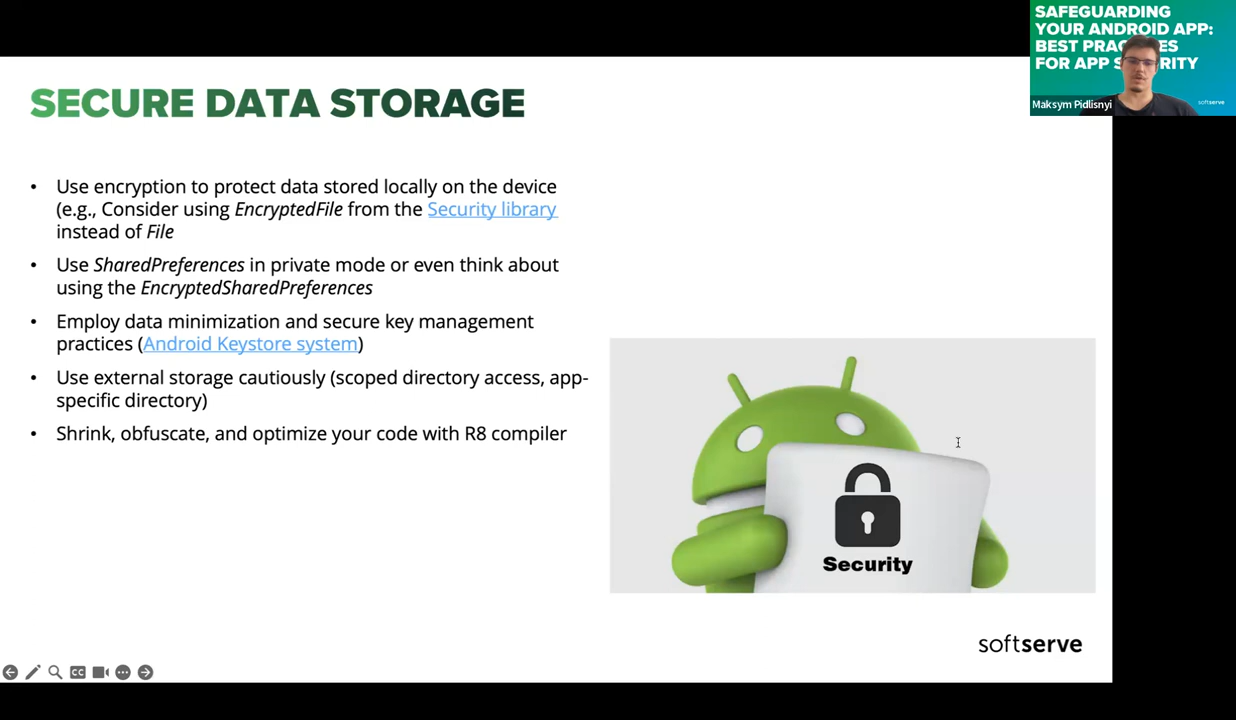 SAFEGUARDING
YOUR ANDROID APP:
BEST PRAC ES
FOR APP S RITY
Maksym Pidlisnyi
softserve
SECURE DATA STORAGE
• Use encryption to protect data stored locally on the device
(e.g., Consider using EncryptedFile from the Security library
instead of File
• Use SharedPreferences in private mode or even think about
using the EncryptedSharedPreferences
• Employ data minimization and secure key management
practices (Android Keystore system)
• Use external storage cautiously (scoped directory access, app-
specific directory)
• Shrink, obfuscate, and optimize your code with R8 compiler
Security
softserve
CC